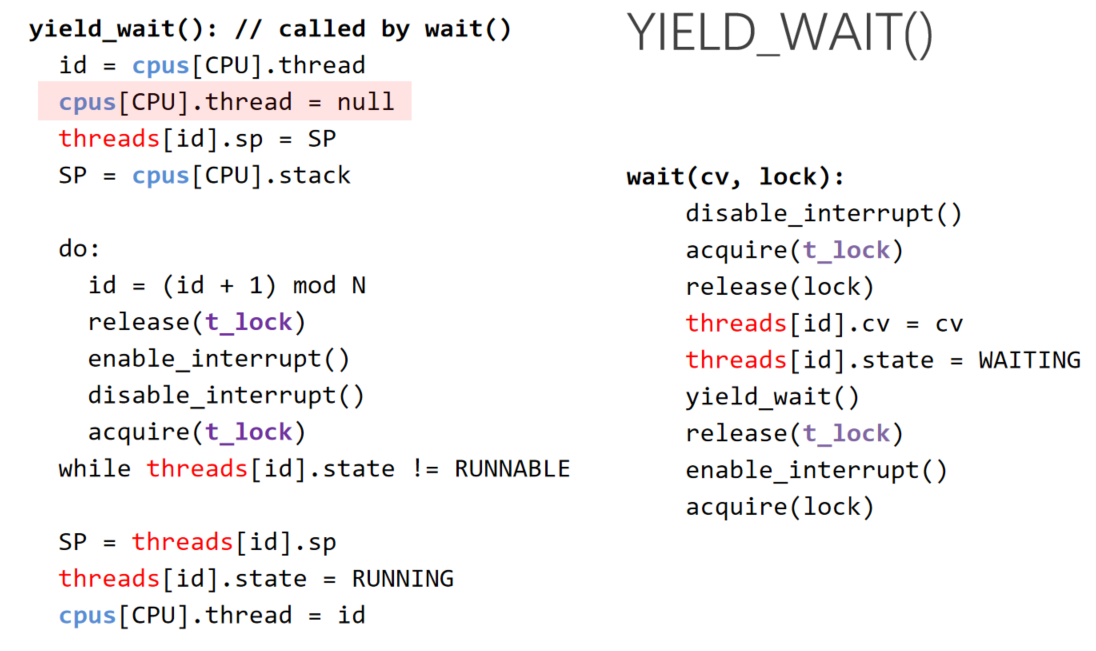 YIELD_WAIT()
yield_wait(): // called by wait()
id = cpus[CPU].thread
cpus[CPU].thread = null
threads[id].sp = SP
SP = cpus[CPU].stack
do:
id = (id + 1) mod N
release(t_lock)
enable_interrupt()
disable_interrupt()
acquire(t_lock)
while threads[id].state != RUNNABLE
SP = threads[id].sp
threads[id].state = RUNNING
cpus[CPU].thread = id
wait(cv, lock):
disable_interrupt()
acquire(t_lock)
release(lock)
threads[id].cv = cv
threads[id].state = WAITING
yield_wait()
release(t_lock)
enable_interrupt()
acquire(lock)